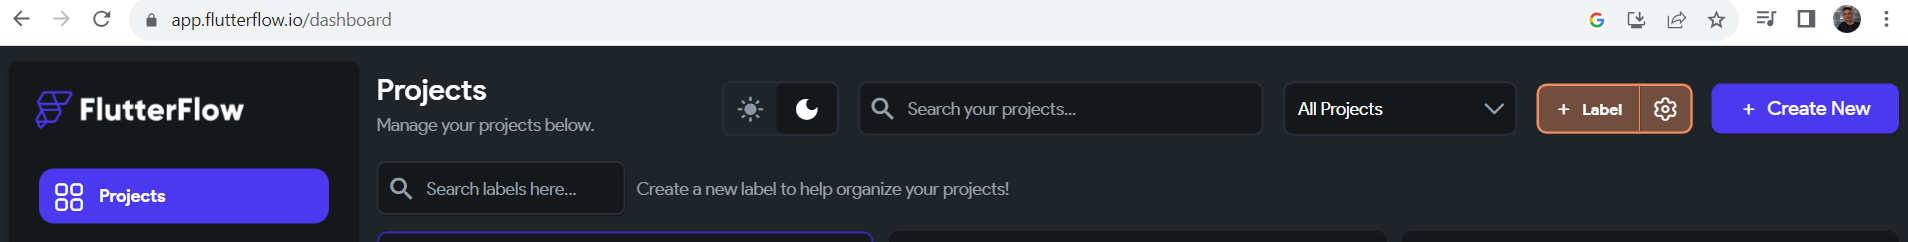 app.flutterflow.io/dashboard
FlutterFlow
Projects
Projects
Manage your projects below.
Search your projects...
All Projects
+ Label
+ Create New
Search labels here...
Create a new label to help organize your projects!